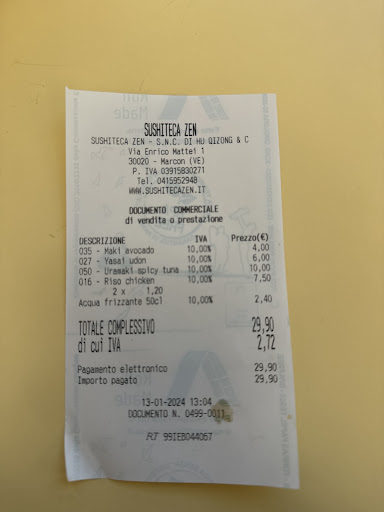 SUSHITECA ZEN
SUSHITECA ZEN - S.N.C. DI HU QIZONG & C
Via Enrico Mattei 1
30020 - Marcon (VE)
P. IVA 03915830271
Tel. 0415952948
WWW.SUSHITECAZEN.IT
DOCUMENTO COMMERCIALE
di vendita o prestazione
DESCRIZIONE IVA Prezzo(€)
035 - Maki avocado 10,00% 4,00
027 - Yasai udon 10,00% 6,00
050 - Uramaki spicy tuna 10,00% 10,00
016 - Riso chicken 10,00% 7,50
2 x 1,20
Acqua frizzante 50cl 10,00% 2,40
TOTALE COMPLESSIVO 29,90
di cui IVA 2,72
Pagamento elettronico 29,90
Importo pagato 29,90
13-01-2024 13:04
DOCUMENTO N. 0499-0011
RT 99IEB044067